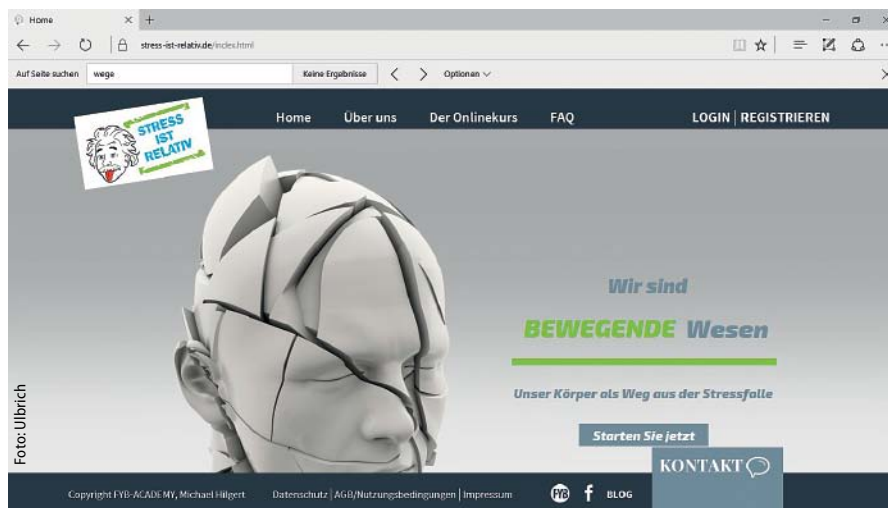 Home
stress-ist-relativ.de/index.html
Auf Seite suchen wege Keine Ergebnisse Optionen
STRESS
IST
RELATIV
Home Über uns Der Onlinekurs FAQ LOGIN | REGISTRIEREN
Wir sind
BEWEGENDE Wesen
Unser Körper als Weg aus der Stressfalle
Starten Sie jetzt
KONTAKT
Copyright FYB-ACADEMY, Michael Hilgert Datenschutz | AGB/Nutzungsbedingungen | Impressum FYB f BLOG
Foto: Ulbrich